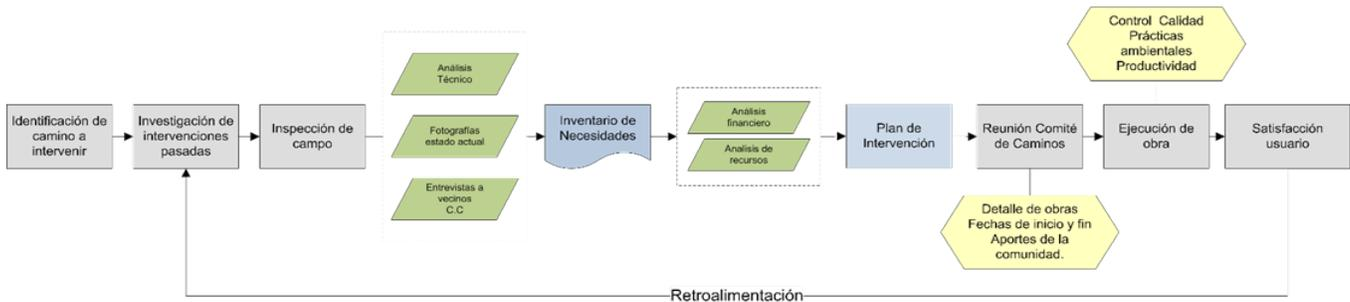 Identificación de
camino a
intervenir
Investigación de
intervenciones
pasadas
Inspección de
campo
Análisis
Técnico
Fotografías
estado actual
Entrevistas a
vecinos
C.C
Inventario de
Necesidades
Análisis
financiero
Analisis de
recursos
Plan de
Intervención
Reunión Comité
de Caminos
Detalle de obras
Fechas de inicio y fin
Aportes de la
comunidad.
Control Calidad
Prácticas
ambientales
Productividad
Ejecución de
obra
Satisfacción
usuario
Retroalimentación